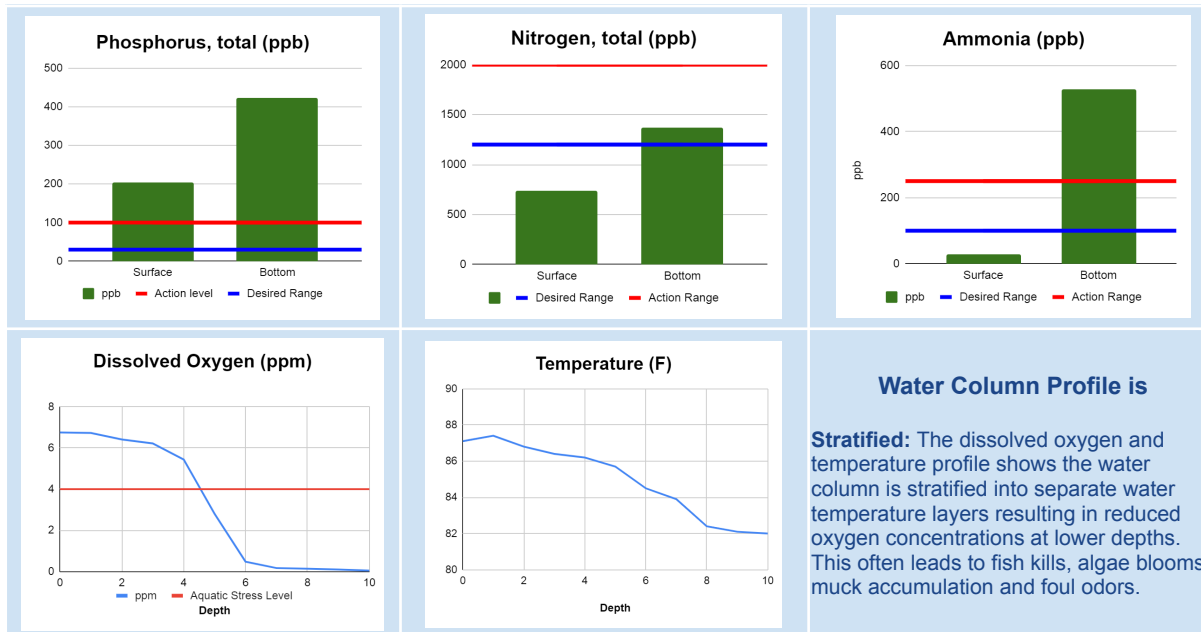 Phosphorus, total (ppb)
500
400
300
200
100
0
Surface
Bottom
ppb
Action level
Desired Range
Nitrogen, total (ppb)
2000
1500
1000
500
0
Surface
Bottom
Desired Range
Action Range
Ammonia (ppb)
ppb
600
400
200
0
Surface
Bottom
ppb
Desired Range
Action Range
Dissolved Oxygen (ppm)
8
6
4
2
0
0
2
4
6
8
10
ppm
Aquatic Stress Level
Depth
Temperature (F)
90
88
86
84
82
80
0
2
4
6
8
10
Depth
Water Column Profile is
Stratified: The dissolved oxygen and
temperature profile shows the water
column is stratified into separate water
temperature layers resulting in reduced
oxygen concentrations at lower depths.
This often leads to fish kills, algae blooms
muck accumulation and foul odors.